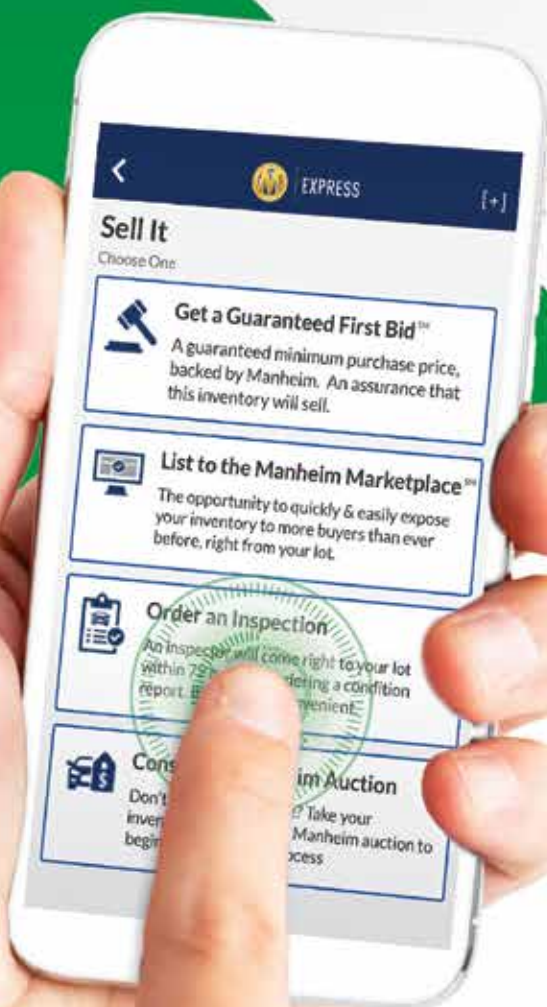 EXPRESS
[+]
Sell It
Choose One
Get a Guaranteed First Bid℠
A guaranteed minimum purchase price,
backed by Manheim. An assurance that
this inventory will sell.
List to the Manheim Marketplace℠
The opportunity to quickly & easily expose
your inventory to more buyers than ever
before, right from your lot.
Order an Inspection
An inspector will come right to your lot
within a condition
report.
Auction
Don't Take your
Manheim auction to